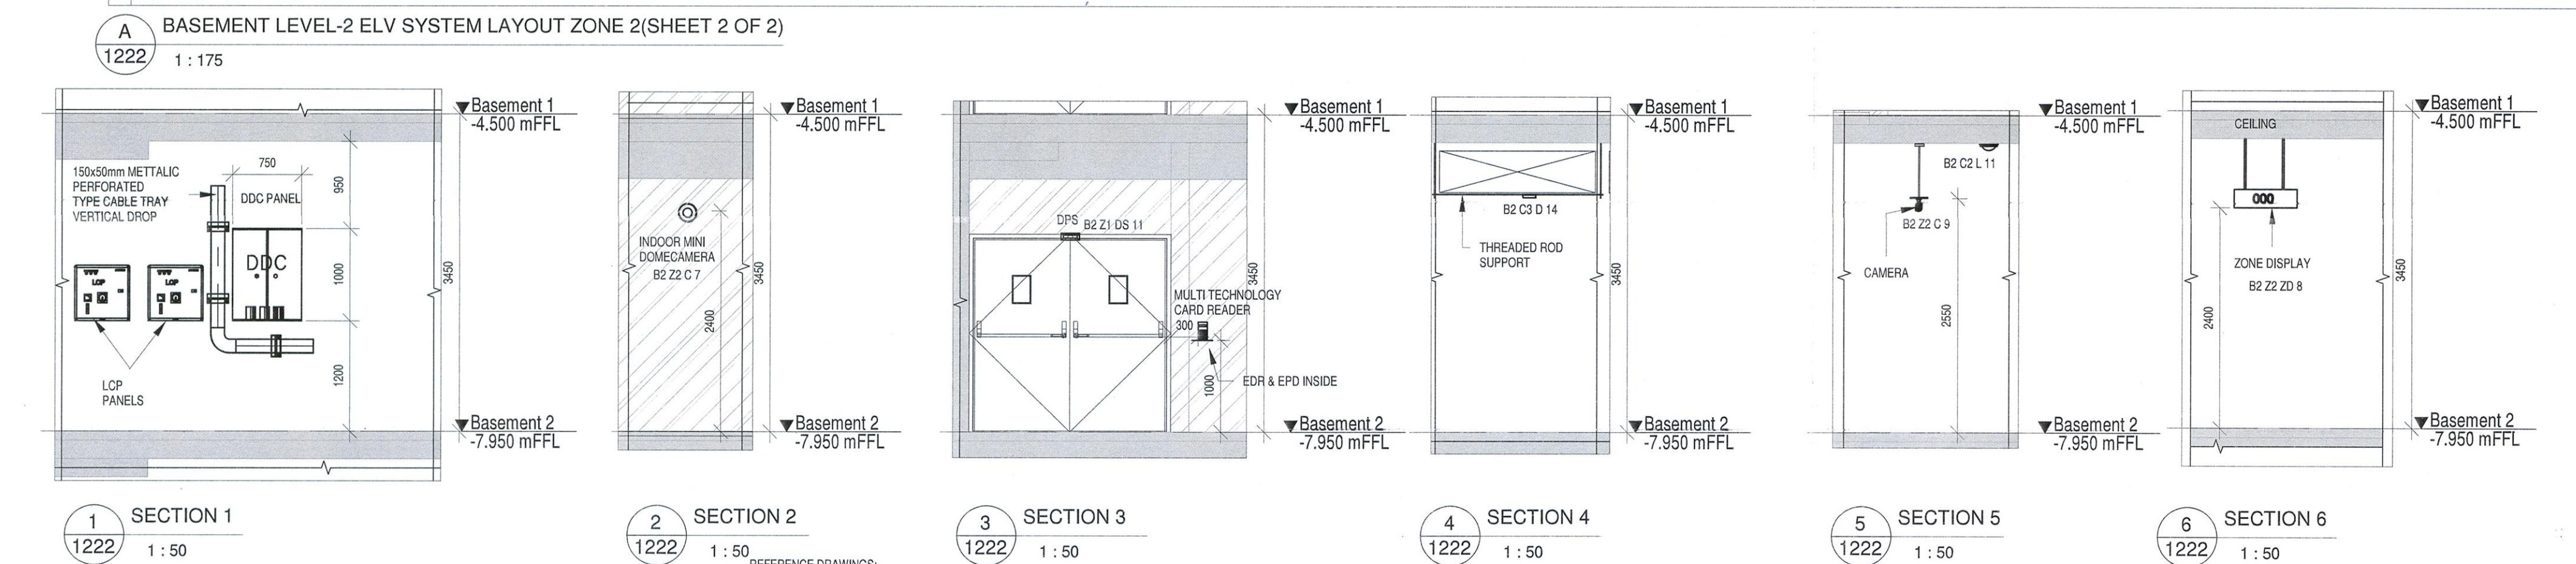 A
1222
BASEMENT LEVEL-2 ELV SYSTEM LAYOUT ZONE 2(SHEET 2 OF 2)
1 : 175
Basement 1
-4.500 mFFL
150x50mm METTALIC
PERFORATED
TYPE CABLE TRAY
VERTICAL DROP
750
DDC PANEL
950
DDC
LCP
LCP
1000
3450
1200
LCP
PANELS
Basement 2
-7.950 mFFL
1
1222
SECTION 1
1 : 50
Basement 1
-4.500 mFFL
INDOOR MINI
DOMECAMERA
B2 Z2 C 7
2400
3450
Basement 2
-7.950 mFFL
2
1222
SECTION 2
1 : 50
REFERENCE DRAWINGS:
Basement 1
-4.500 mFFL
DPS
B2 Z1 DS 11
3450
MULTI TECHNOLOGY
CARD READER
300
EDR & EPD INSIDE
1000
Basement 2
-7.950 mFFL
3
1222
SECTION 3
1 : 50
Basement 1
-4.500 mFFL
B2 C3 D 14
THREADED ROD
SUPPORT
3450
Basement 2
-7.950 mFFL
4
1222
SECTION 4
1 : 50
Basement 1
-4.500 mFFL
B2 C2 L 11
B2 Z2 C 9
CAMERA
2550
Basement 2
-7.950 mFFL
5
1222
SECTION 5
1 : 50
Basement 1
-4.500 mFFL
CEILING
000
ZONE DISPLAY
B2 Z2 ZD 8
2400
3450
Basement 2
-7.950 mFFL
6
1222
SECTION 6
1 : 50